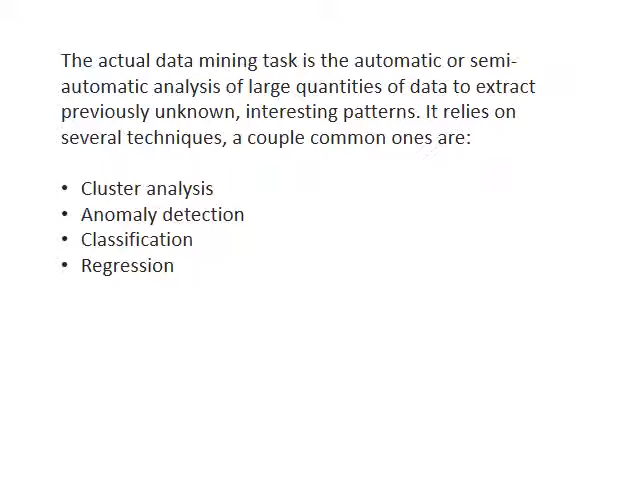 The actual data mining task is the automatic or semi-
automatic analysis of large quantities of data to extract
previously unknown, interesting patterns. It relies on
several techniques, a couple common ones are:
• Cluster analysis
• Anomaly detection
• Classification
• Regression